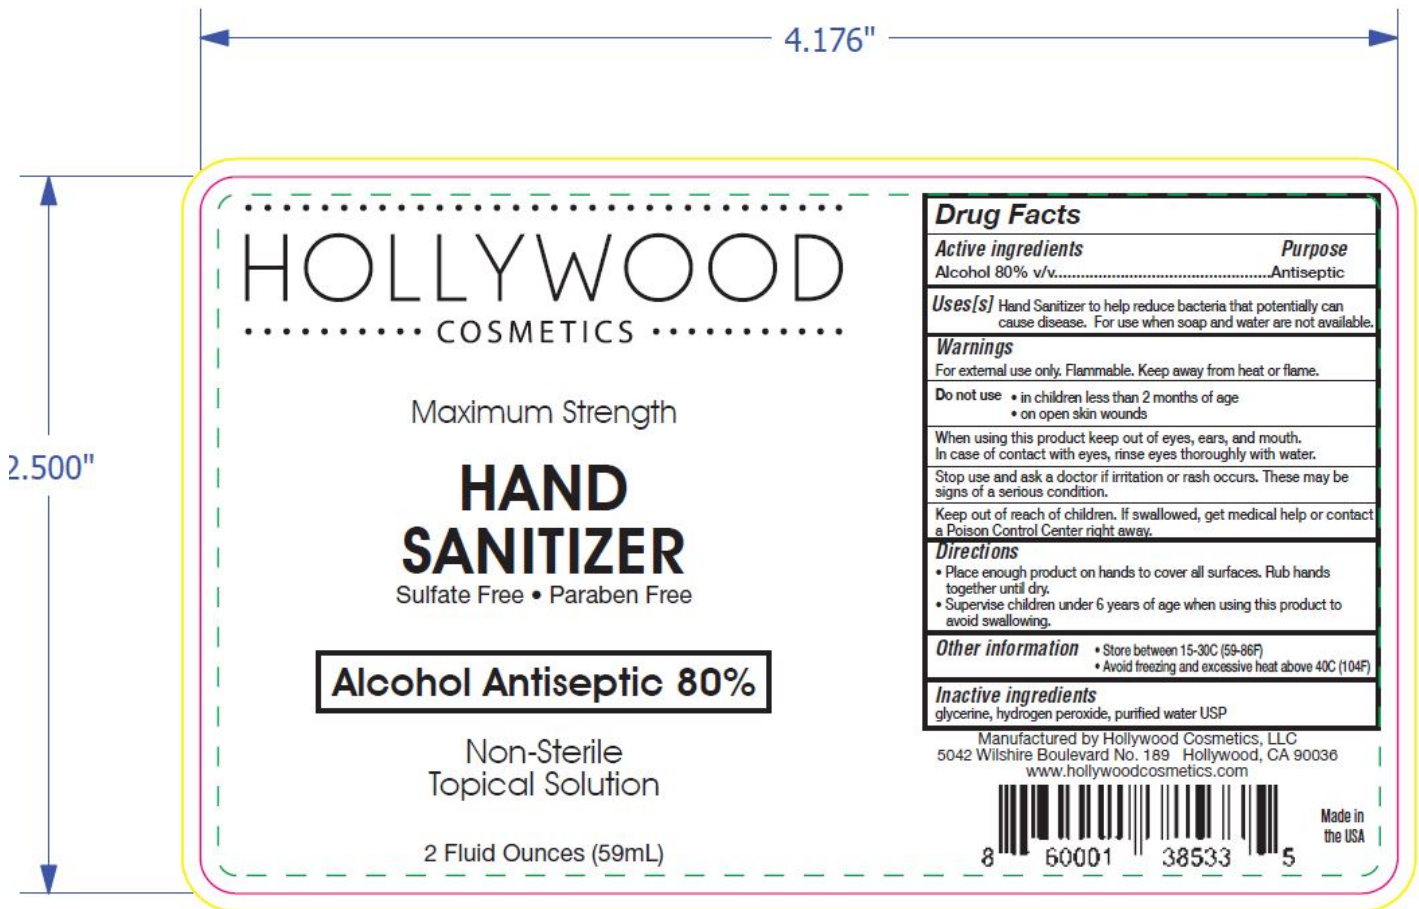 4.176"
2.500"
HOLLYWOOD
COSMETICS
Maximum Strength
HAND
SANITIZER
Sulfate Free • Paraben Free
Alcohol Antiseptic 80%
Non-Sterile
Topical Solution
2 Fluid Ounces (59mL)
Drug Facts
Active ingredients Purpose
Alcohol 80% v/v..................................................Antiseptic
Uses[s] Hand Sanitizer to help reduce bacteria that potentially can
cause disease. For use when soap and water are not available.
Warnings
For external use only. Flammable. Keep away from heat or flame.
Do not use • in children less than 2 months of age
• on open skin wounds
When using this product keep out of eyes, ears, and mouth.
In case of contact with eyes, rinse eyes thoroughly with water.
Stop use and ask a doctor if irritation or rash occurs. These may be
signs of a serious condition.
Keep out of reach of children. If swallowed, get medical help or contact
a Poison Control Center right away.
Directions
• Place enough product on hands to cover all surfaces. Rub hands
together until dry.
• Supervise children under 6 years of age when using this product to
avoid swallowing.
Other information • Store between 15-30C (59-86F)
• Avoid freezing and excessive heat above 40C (104F)
Inactive ingredients
glycerine, hydrogen peroxide, purified water USP
Manufactured by Hollywood Cosmetics, LLC
5042 Wilshire Boulevard No. 189 Hollywood, CA 90036
www.hollywoodcosmetics.com
Made in
the USA
8 60001 38533 5